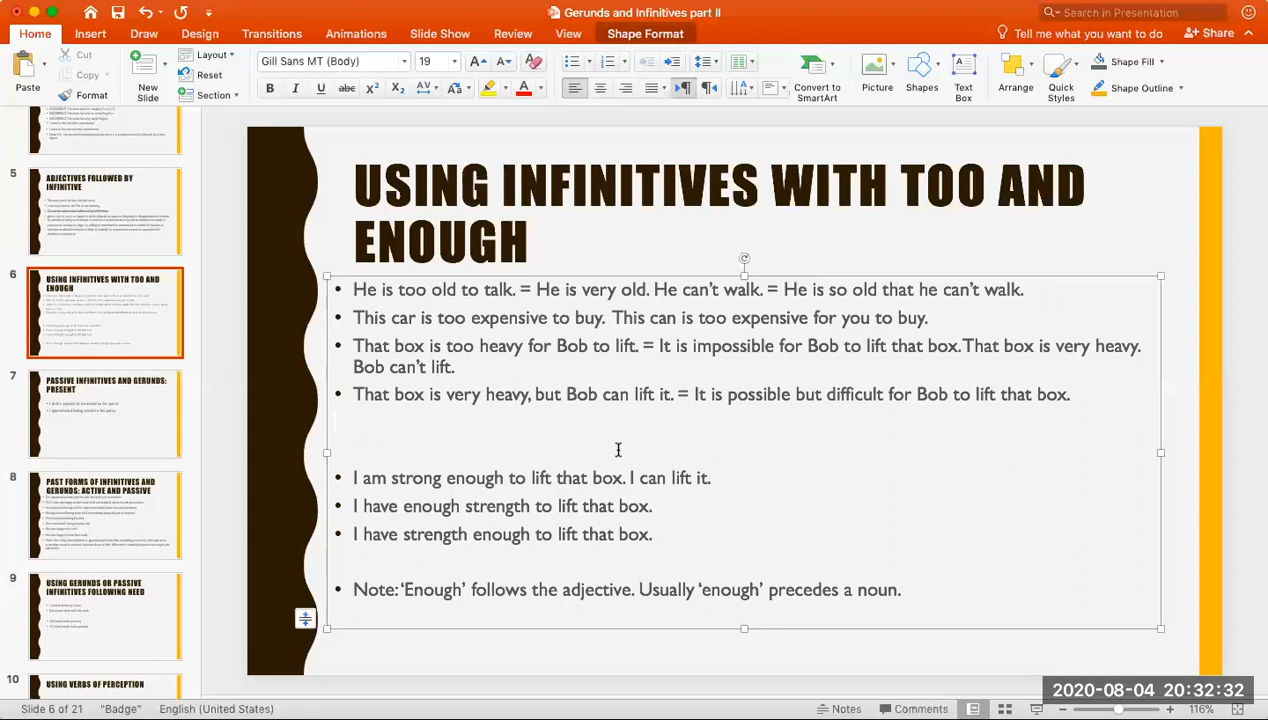 Gerunds and Infinitives part II
Search in Presentation
Home Insert Draw Design Transitions Animations Slide Show Review View Shape Format
Tell me what you want to do
Share
Paste
Cut
Copy
Format
New Slide
Layout
Reset
Section
Gill Sans MT (Body)
19
Convert to SmartArt
Picture
Shapes
Text Box
Arrange
Quick Styles
Shape Fill
Shape Outline
5
ADJECTIVES FOLLOWED BY
INFINITIVE
6
USING INFINITIVES WITH TOO AND
ENOUGH
7
PASSIVE INFINITIVES AND GERUNDS:
PRESENT
8
PAST FORMS OF INFINITIVES
AND GERUNDS: ACTIVE AND PASSIVE
9
USING GERUNDS OR PASSIVE
INFINITIVES FOLLOWING NEED
10
USING VERBS OF PERCEPTION
USING INFINITIVES WITH TOO AND
ENOUGH
• He is too old to talk. = He is very old. He can't walk. = He is so old that he can't walk.
• This car is too expensive to buy. This can is too expensive for you to buy.
• That box is too heavy for Bob to lift. = It is impossible for Bob to lift that box. That box is very heavy.
Bob can't lift.
• That box is very heavy, but Bob can lift it. = It is possible but difficult for Bob to lift that box.
• I am strong enough to lift that box. I can lift it.
• I have enough strength to lift that box.
• I have strength enough to lift that box.
• Note: 'Enough' follows the adjective. Usually 'enough' precedes a noun.
2020-08-04 20:32:32
Slide 6 of 21 "Badge" English (United States)
Notes Comments 116%